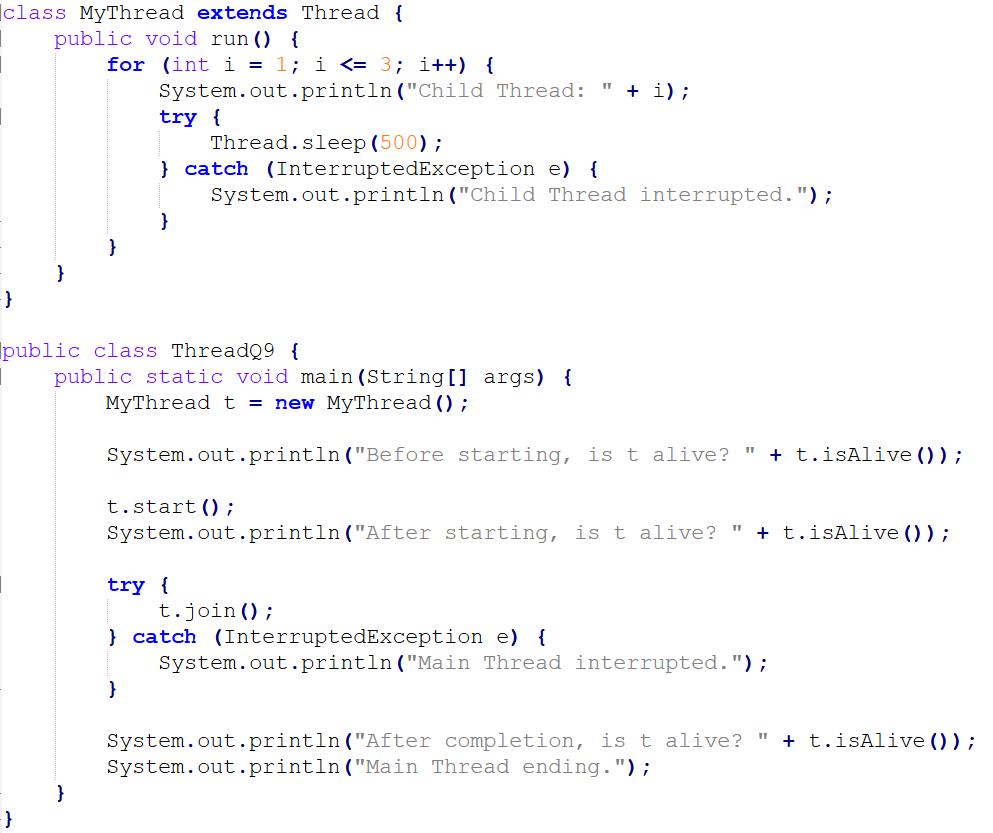 class MyThread extends Thread {
    public void run() {
        for (int i = 1; i <= 3; i++) {
            System.out.println("Child Thread: " + i);
            try {
                Thread.sleep(500);
            } catch (InterruptedException e) {
                System.out.println("Child Thread interrupted.");
            }
        }
    }
}

public class ThreadQ9 {
    public static void main(String[] args) {
        MyThread t = new MyThread();

        System.out.println("Before starting, is t alive? " + t.isAlive());

        t.start();
        System.out.println("After starting, is t alive? " + t.isAlive());

        try {
            t.join();
        } catch (InterruptedException e) {
            System.out.println("Main Thread interrupted.");
        }

        System.out.println("After completion, is t alive? " + t.isAlive());
        System.out.println("Main Thread ending.");
    }
}